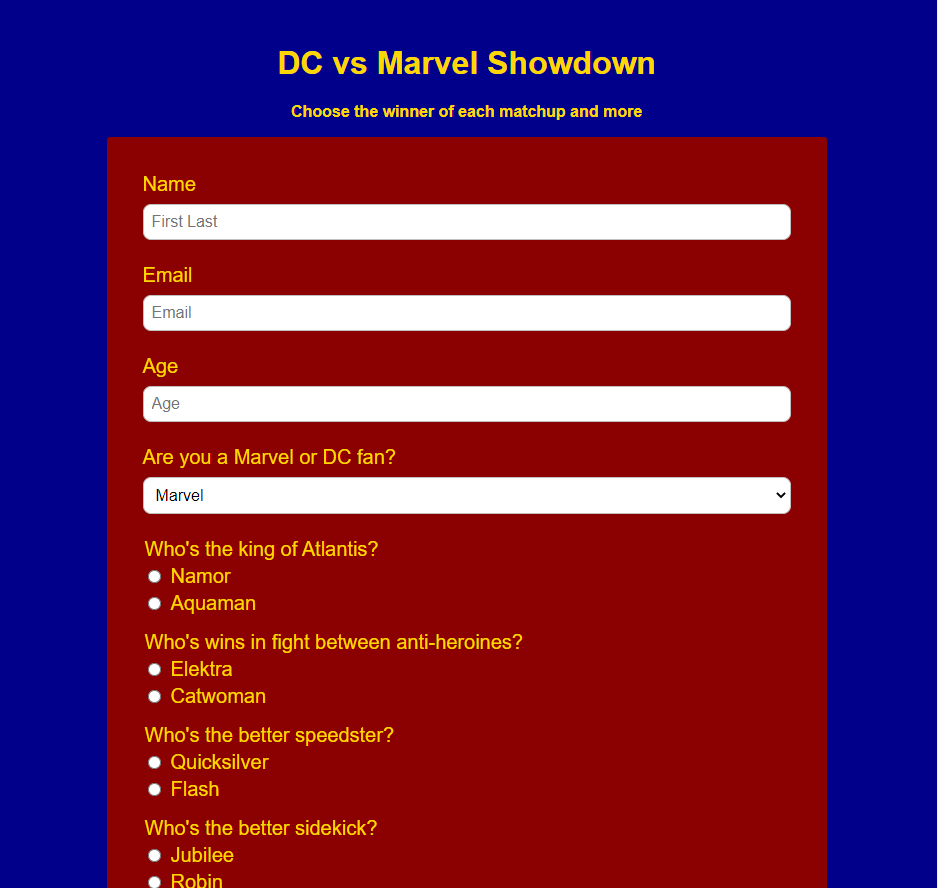 DC vs Marvel Showdown
Choose the winner of each matchup and more
Name
First Last
Email
Email
Age
Age
Are you a Marvel or DC fan?
Marvel
Who's the king of Atlantis?
Namor
Aquaman
Who's wins in fight between anti-heroines?
Elektra
Catwoman
Who's the better speedster?
Quicksilver
Flash
Who's the better sidekick?
Jubilee
Robin